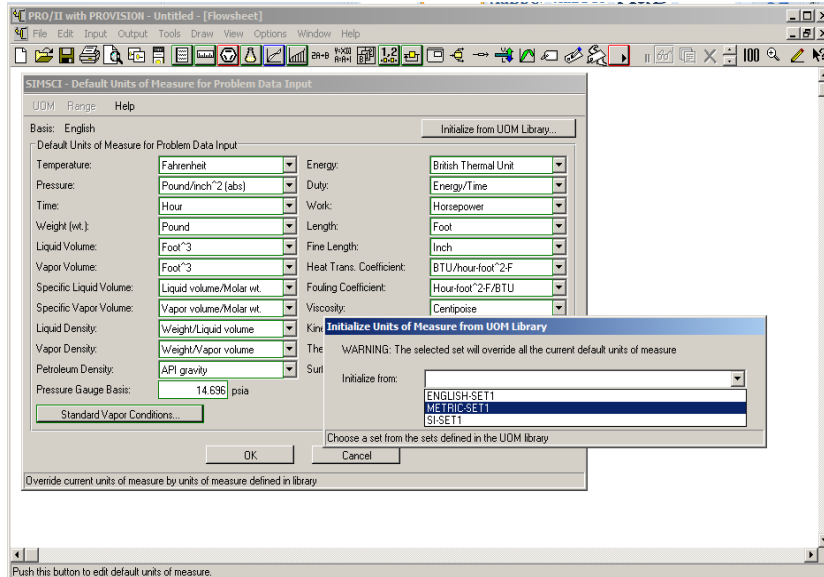 PRO/II with PROVISION - Untitled - [Flowsheet]
File Edit Input Output Tools Draw View Options Window Help
SIMSCI - Default Units of Measure for Problem Data Input
UOM Range Help
Basis: English
Initialize from UOM Library...
Default Units of Measure for Problem Data Input
Temperature: Fahrenheit Energy: British Thermal Unit
Pressure: Pound/inch^2 (abs) Duty: Energy/Time
Time: Hour Work: Horsepower
Weight (wt.): Pound Length: Foot
Liquid Volume: Foot^3 Fine Length: Inch
Vapor Volume: Foot^3 Heat Trans. Coefficient: BTU/hour-foot^2-F
Specific Liquid Volume: Liquid volume/Molar wt. Fouling Coefficient: Hour-foot^2-F/BTU
Specific Vapor Volume: Vapor volume/Molar wt. Viscosity: Centipoise
Liquid Density: Weight/Liquid volume Kine
Vapor Density: Weight/Vapor volume The
Petroleum Density: API gravity Surf
Pressure Gauge Basis: 14.696 psia
Standard Vapor Conditions...
OK Cancel
Override current units of measure by units of measure defined in library
Initialize Units of Measure from UOM Library
WARNING: The selected set will override all the current default units of measure
Initialize from:
ENGLISH-SET1
METRIC-SET1
SI-SET1
Choose a set from the sets defined in the UOM library
Push this button to edit default units of measure.